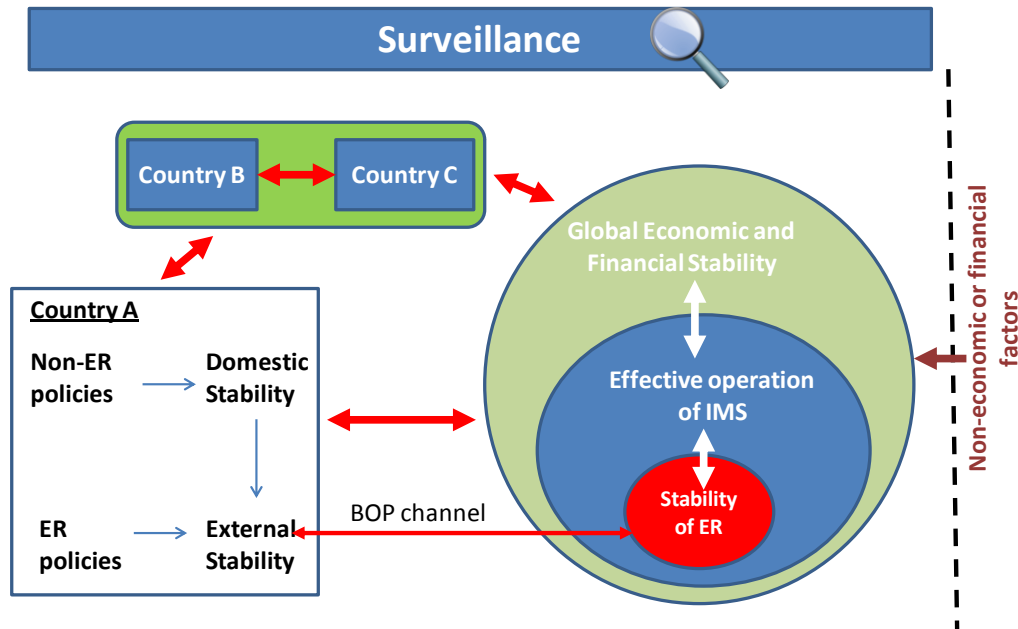 Surveillance
Country B
Country C
Global Economic and
Financial Stability
Non-economic or financial
factors
Country A
Non-ER
policies
Domestic
Stability
Effective operation
of IMS
ER
policies
External
Stability
BOP channel
Stability
of ER